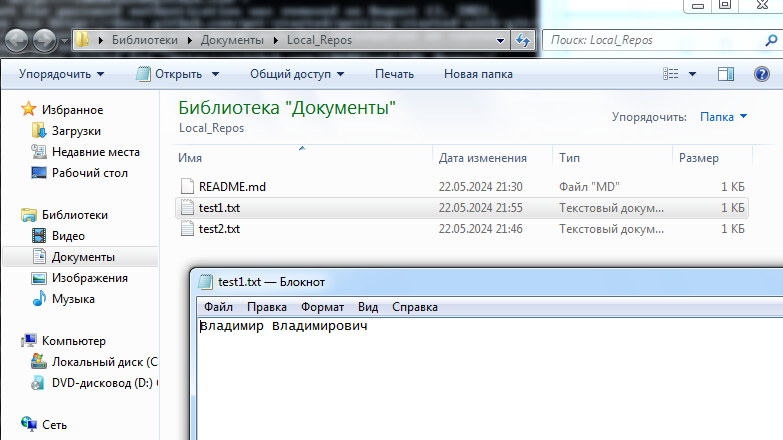 Библиотеки Документы Local_Repos
Поиск: Local_Repos
Упорядочить Открыть Общий доступ Печать Новая папка
Избранное
Загрузки
Недавние места
Рабочий стол
Библиотеки
Видео
Документы
Изображения
Музыка
Компьютер
Локальный диск (C
DVD-дисковод (D:)
Сеть
Библиотека "Документы"
Local_Repos
Упорядочить: Папка
Имя Дата изменения Тип Размер
README.md 22.05.2024 21:30 Файл "MD" 1 КБ
test1.txt 22.05.2024 21:55 Текстовый докум... 1 КБ
test2.txt 22.05.2024 21:46 Текстовый докум... 1 КБ
test1.txt — Блокнот
Файл Правка Формат Вид Справка
Владимир Владимирович